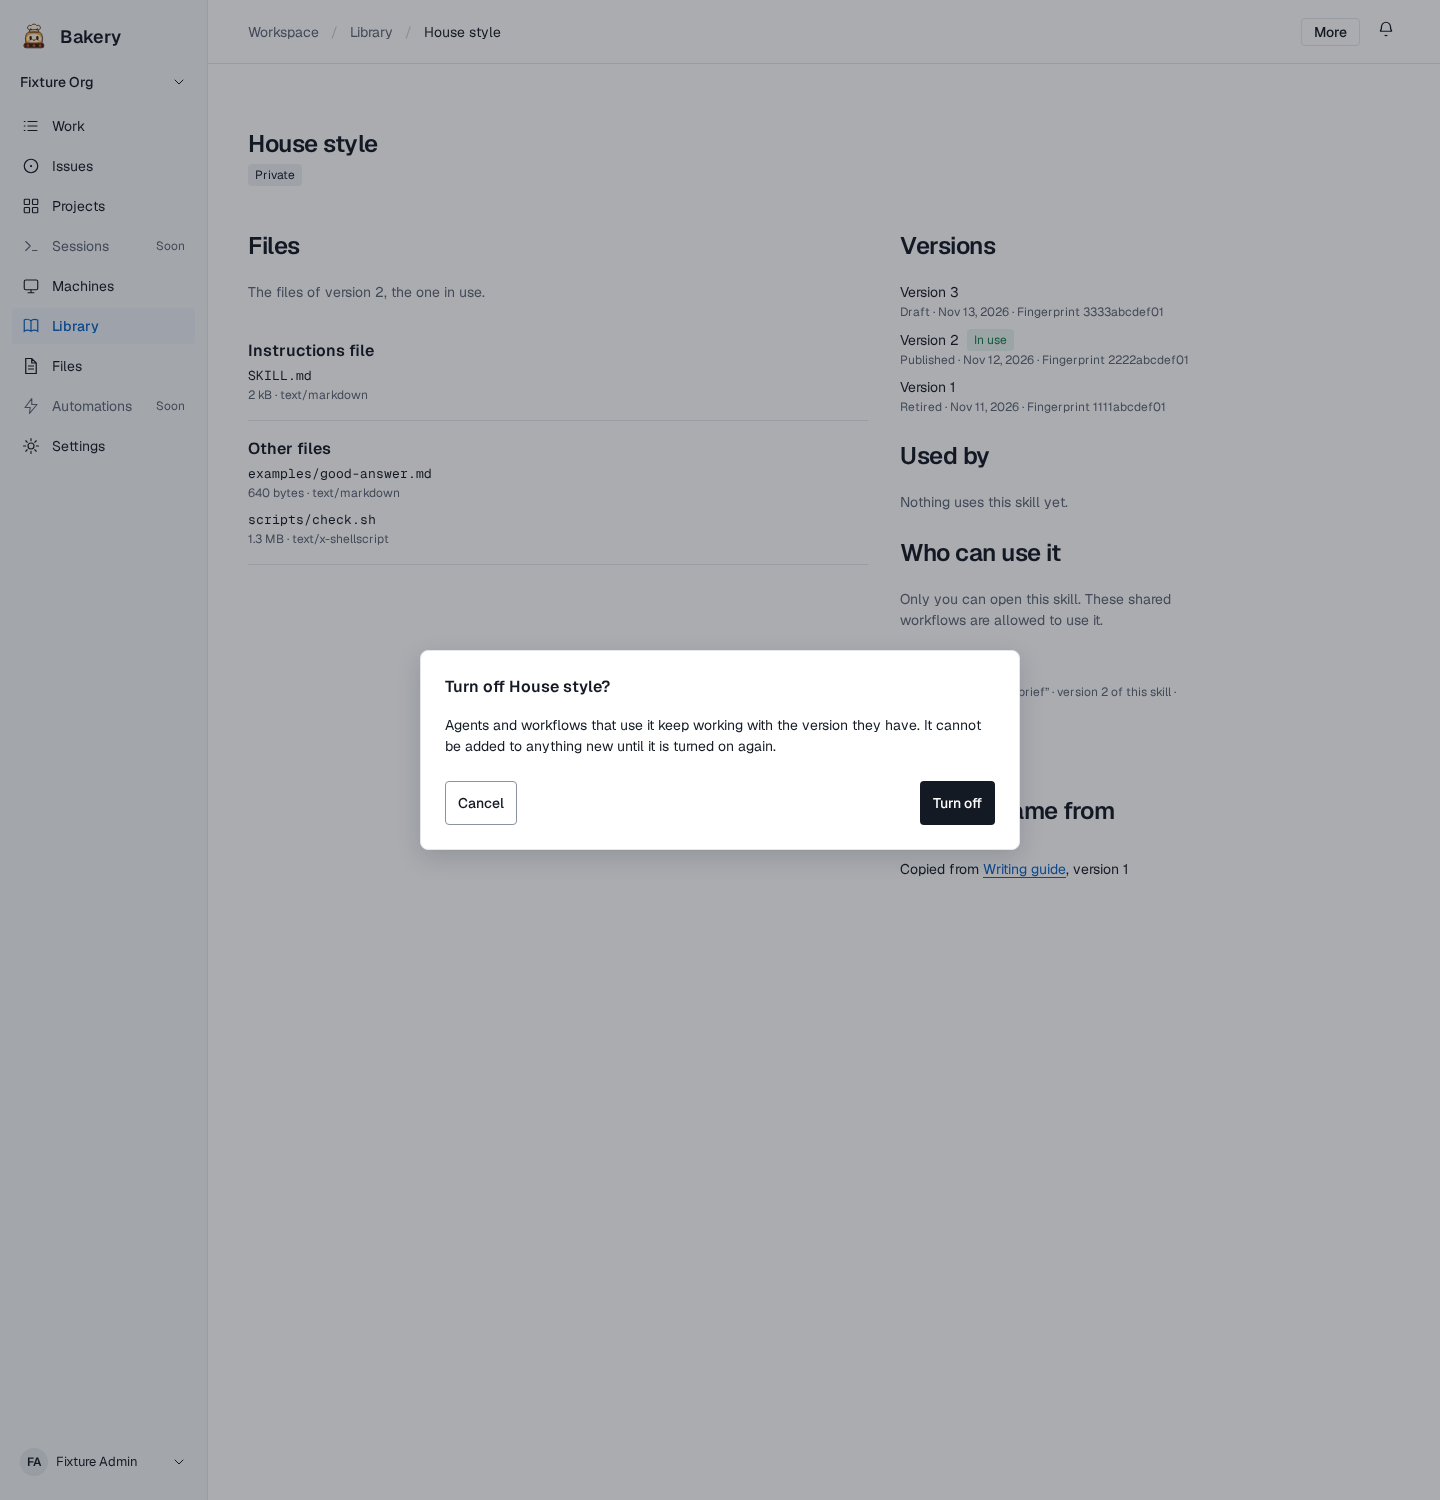 Bakery
Fixture Org
Work
Issues
Projects
Sessions Soon
Machines
Library
Files
Automations Soon
Settings
FA Fixture Admin
Workspace / Library / House style
More
House style
Private
Files
The files of version 2, the one in use.
Instructions file
SKILL.md
2 kB · text/markdown
Other files
examples/good-answer.md
640 bytes · text/markdown
scripts/check.sh
1.3 MB · text/x-shellscript
Versions
Version 3
Draft · Nov 13, 2026 · Fingerprint 3333abcdef01
Version 2 In use
Published · Nov 12, 2026 · Fingerprint 2222abcdef01
Version 1
Retired · Nov 11, 2026 · Fingerprint 1111abcdef01
Used by
Nothing uses this skill yet.
Who can use it
Only you can open this skill. These shared
workflows are allowed to use it.
brief” · version 2 of this skill ·
Turn off House style?
Agents and workflows that use it keep working with the version they have. It cannot
be added to anything new until it is turned on again.
Cancel
Turn off
from
Copied from Writing guide, version 1